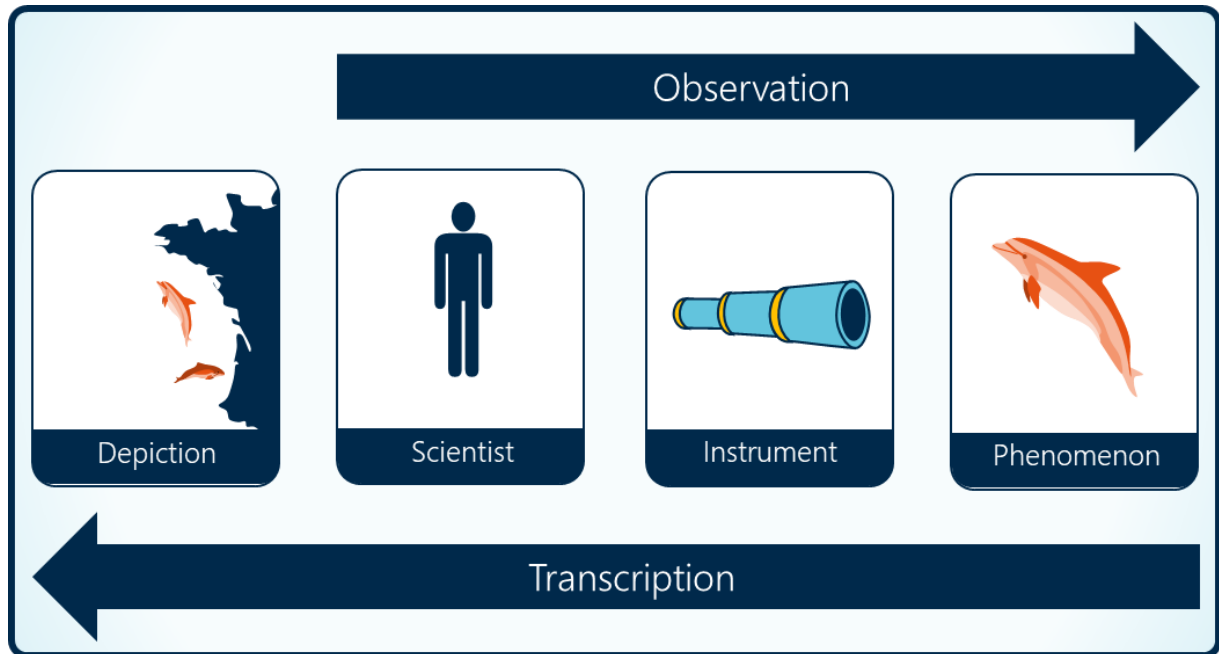 Observation
Depiction
Scientist
Instrument
Phenomenon
Transcription